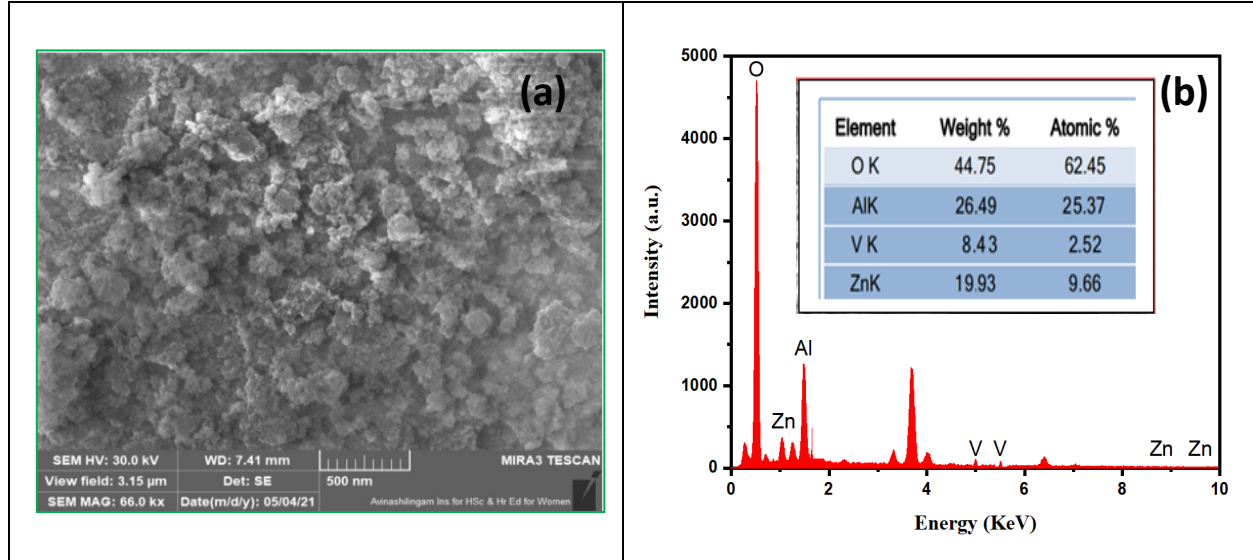 (a)
SEM HV: 30.0 kV WD: 7.41 mm MIRA3 TESCAN
View field: 3.15 µm Det: SE 500 nm
SEM MAG: 66.0 kx Date(m/d/y): 05/04/21 Avinashilingam Ins.for HSc & Hr Ed for Women
(b)
5000
4000
3000
2000
1000
0
Intensity (a.u.)
O
Element Weight % Atomic %
O K 44.75 62.45
AlK 26.49 25.37
V K 8.43 2.52
ZnK 19.93 9.66
Al
Zn
V V
Zn Zn
0 2 4 6 8 10
Energy (KeV)